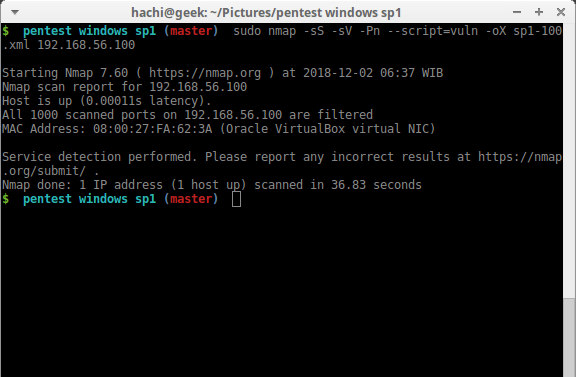 hachi@geek: ~/Pictures/pentest windows sp1
$  pentest windows sp1 (master)  sudo nmap -sS -sV -Pn --script=vuln -oX sp1-100
.xml 192.168.56.100
Starting Nmap 7.60 ( https://nmap.org ) at 2018-12-02 06:37 WIB
Nmap scan report for 192.168.56.100
Host is up (0.00011s latency).
All 1000 scanned ports on 192.168.56.100 are filtered
MAC Address: 08:00:27:FA:62:3A (Oracle VirtualBox virtual NIC)
Service detection performed. Please report any incorrect results at https://nmap
.org/submit/ .
Nmap done: 1 IP address (1 host up) scanned in 36.83 seconds
$  pentest windows sp1 (master)